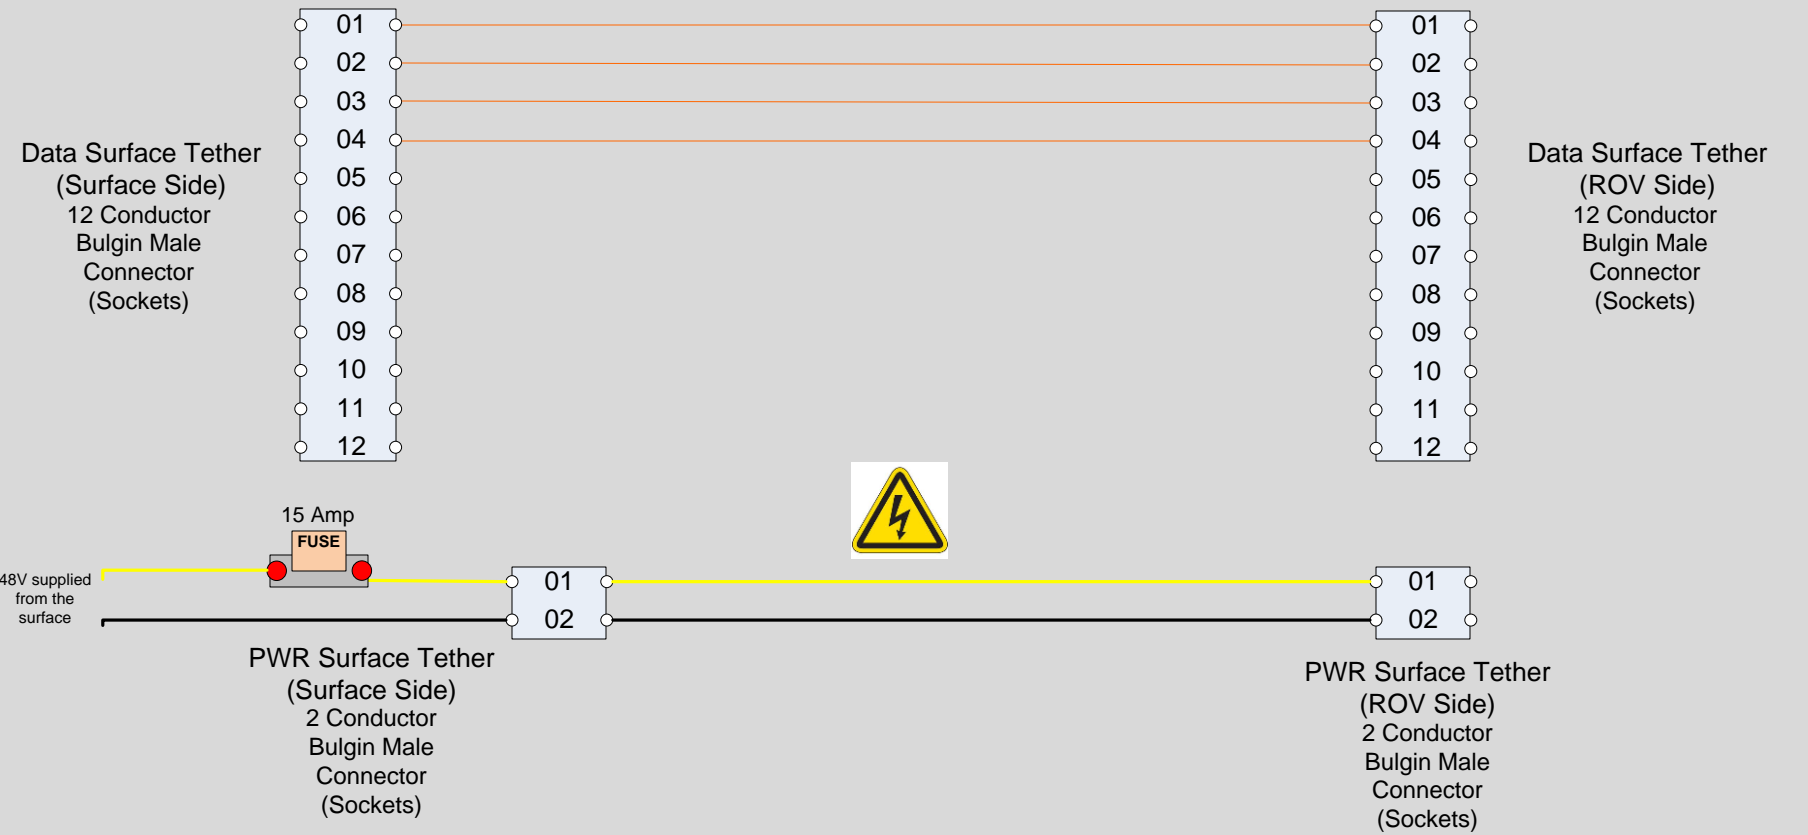 01
02
03
04
05
06
07
08
09
10
11
12
Data Surface Tether
(Surface Side)
12 Conductor
Bulgin Male
Connector
(Sockets)
01
02
03
04
05
06
07
08
09
10
11
12
Data Surface Tether
(ROV Side)
12 Conductor
Bulgin Male
Connector
(Sockets)
15 Amp
FUSE
48V supplied
from the
surface
01
02
PWR Surface Tether
(Surface Side)
2 Conductor
Bulgin Male
Connector
(Sockets)
01
02
PWR Surface Tether
(ROV Side)
2 Conductor
Bulgin Male
Connector
(Sockets)